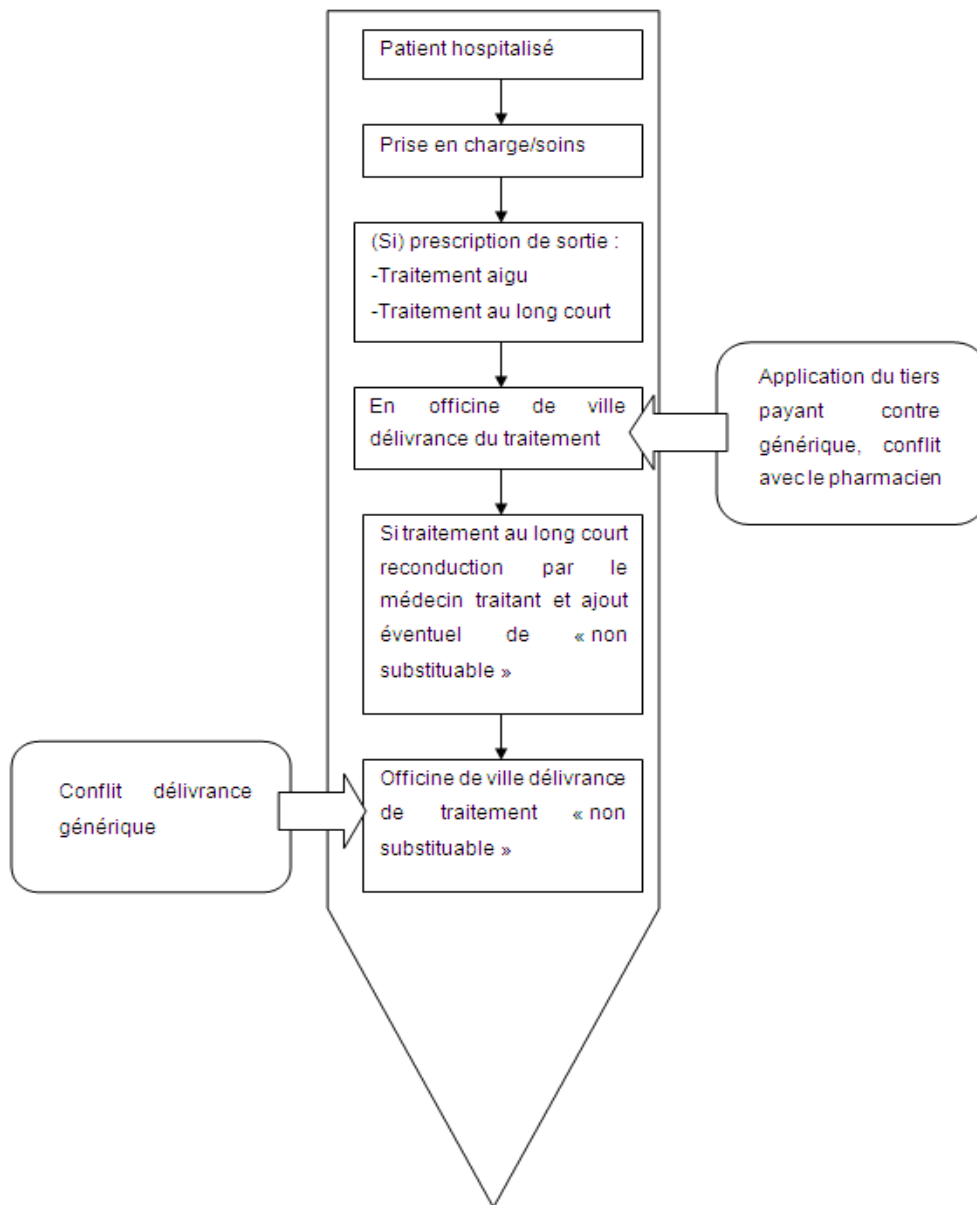 Patient hospitalisé
Prise en charge/soins
(Si) prescription de sortie :
-Traitement aigu
-Traitement au long court
En officine de ville
délivrance du traitement
Application du tiers
payant contre
générique, conflit
avec le pharmacien
Si traitement au long court
reconduction par le
médecin traitant et ajout
éventuel de « non
substituable »
Conflit délivrance
générique
Officine de ville délivrance
de traitement « non
substituable »